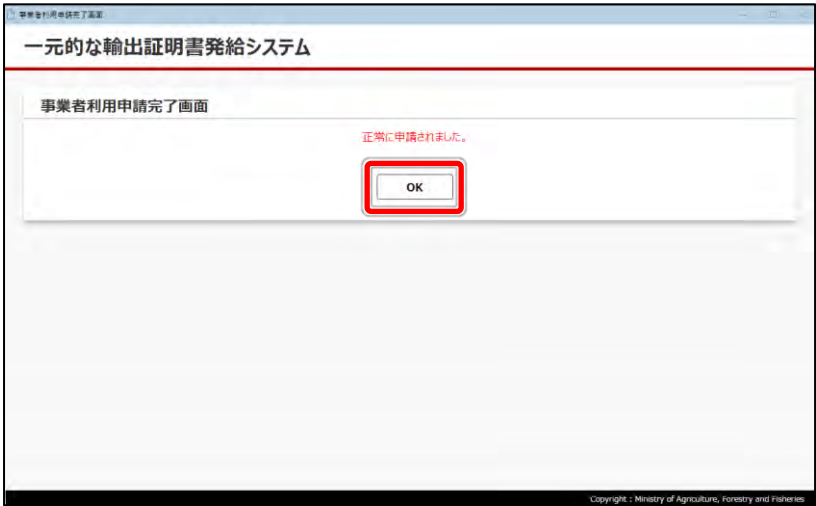 事業者利用申請完了画面
一元的な輸出証明書発給システム
事業者利用申請完了画面
正常に申請されました。
OK
Copyright : Ministry of Agriculture, Forestry and Fisheries